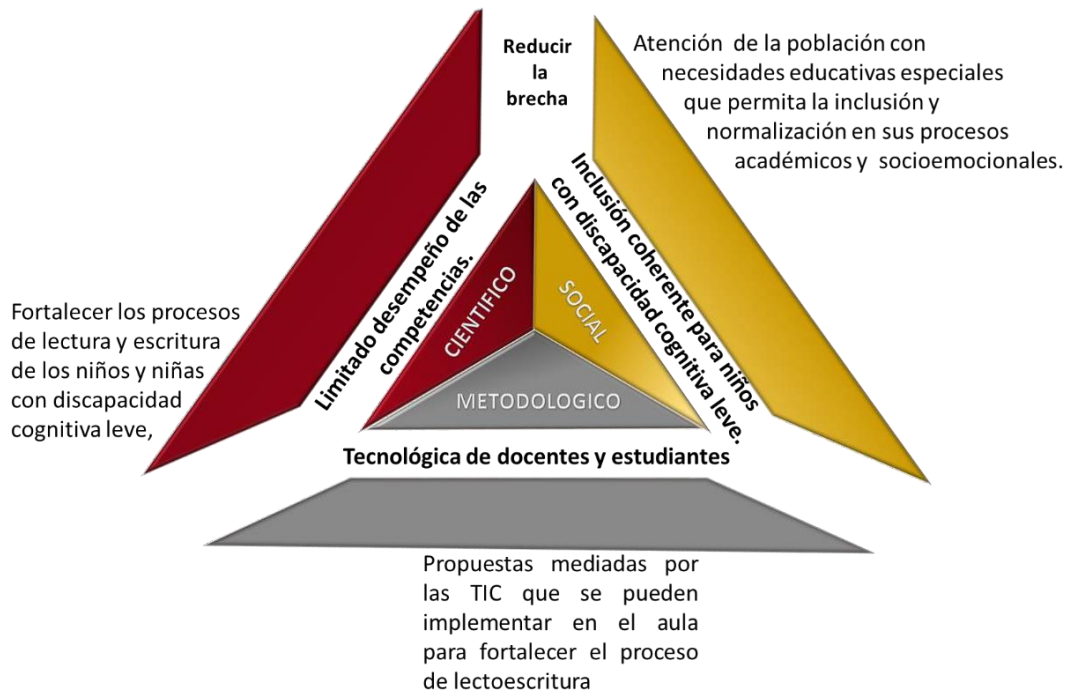 Reducir
la
brecha
Atención de la población con
necesidades educativas especiales
que permita la inclusión y
normalización en sus procesos
académicos y socioemocionales.
Limitado desempeño de las
competencias.
Inclusión coherente para niños
con discapacidad cognitiva leve.
CIENTIFICO
SOCIAL
METODOLOGICO
Fortalecer los procesos
de lectura y escritura
de los niños y niñas
con discapacidad
cognitiva leve,
Tecnológica de docentes y estudiantes
Propuestas mediadas por
las TIC que se pueden
implementar en el aula
para fortalecer el proceso
de lectoescritura